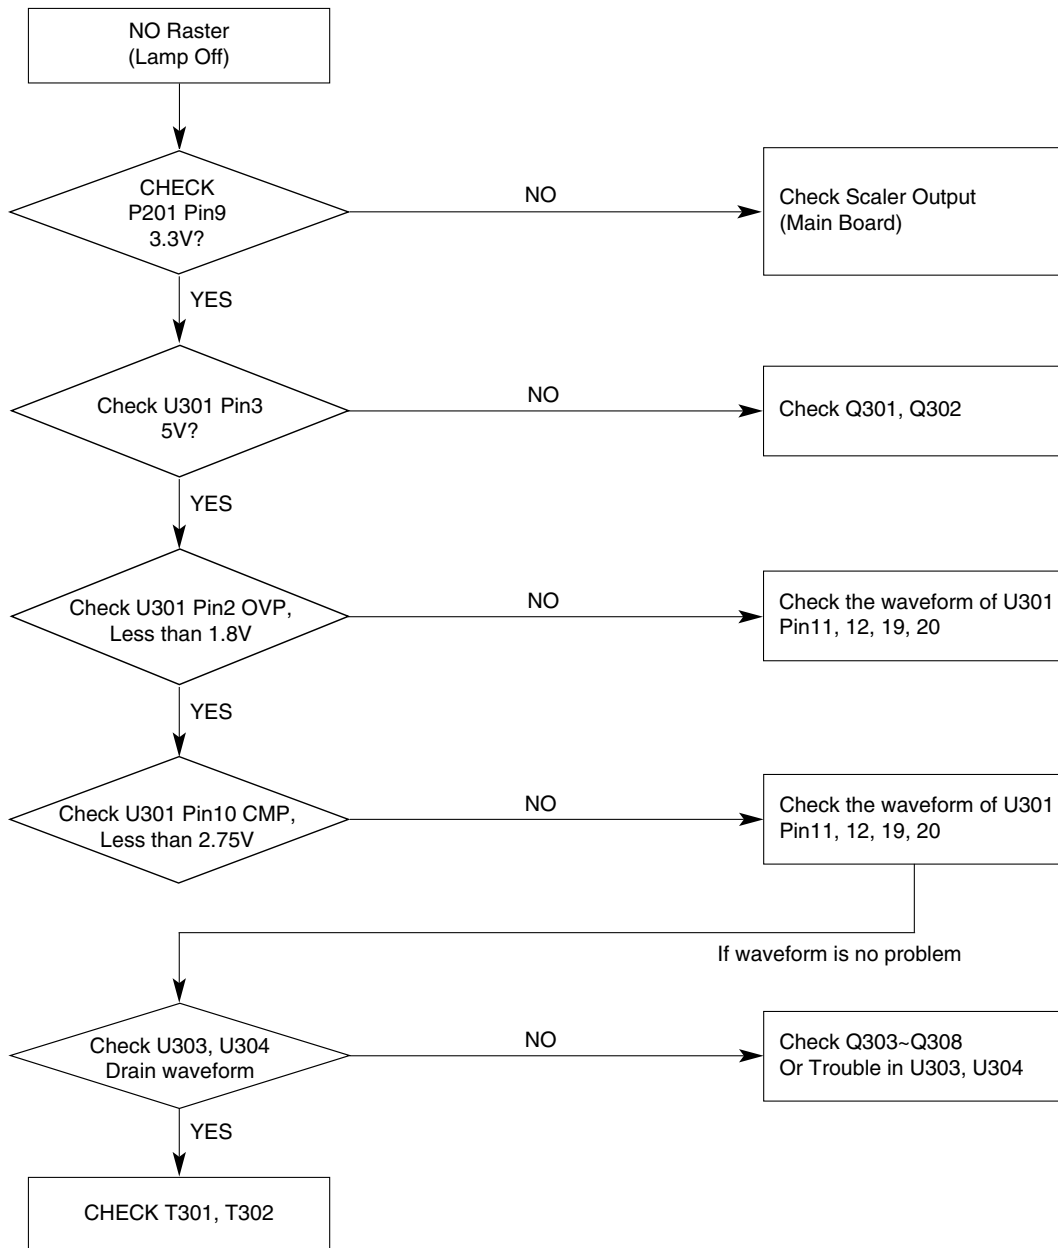 NO Raster
(Lamp Off)
CHECK
P201 Pin9
3.3V?
NO
Check Scaler Output
(Main Board)
YES
Check U301 Pin3
5V?
NO
Check Q301, Q302
YES
Check U301 Pin2 OVP,
Less than 1.8V
NO
Check the waveform of U301
Pin11, 12, 19, 20
YES
Check U301 Pin10 CMP,
Less than 2.75V
NO
Check the waveform of U301
Pin11, 12, 19, 20
If waveform is no problem
Check U303, U304
Drain waveform
NO
Check Q303~Q308
Or Trouble in U303, U304
YES
CHECK T301, T302